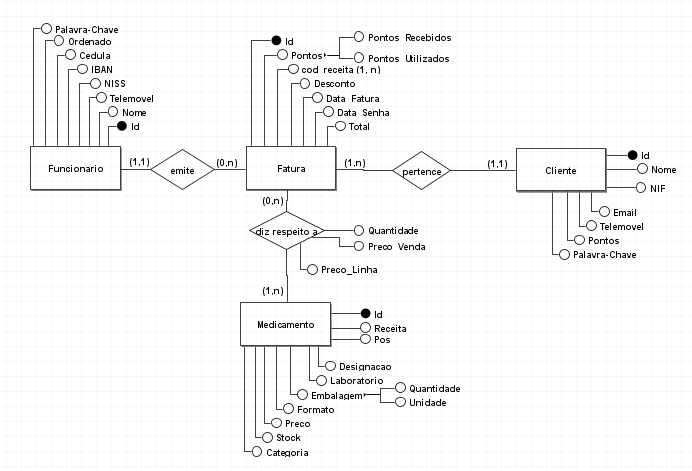 Palavra-Chave
Ordenado
Cedula
IBAN
NISS
Telemovel
Nome
Id
Funcionario
(1,1)
emite
(0,n)
Id
Pontos
Pontos Recebidos
Pontos Utilizados
cod receita (1, n)
Desconto
Data Fatura
Data Senha
Total
Fatura
(1,n)
pertence
(1,1)
Cliente
Id
Nome
NIF
Email
Telemovel
Pontos
Palavra-Chave
(0,n)
diz respeito a
Quantidade
Preco Venda
Preco_Linha
(1,n)
Medicamento
Id
Receita
Pos
Designacao
Laboratorio
Embalagem
Quantidade
Unidade
Formato
Preco
Stock
Categoria